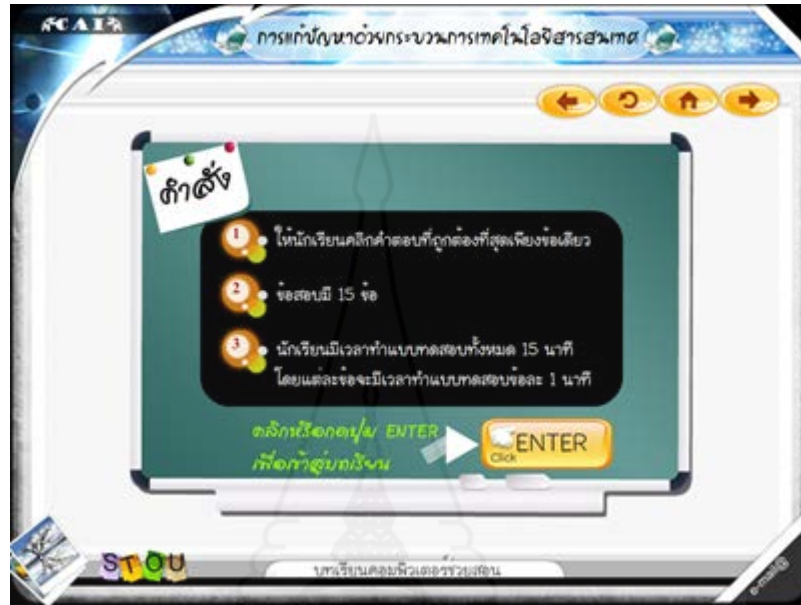 CAI
การแก้ปัญหาด้วยกระบวนการเทคโนโลยีสารสนเทศ
คำสั่ง
1 ให้นักเรียนคลิกคำตอบที่ถูกต้องที่สุดเพียงข้อเดียว
2 ข้อสอบมี 15 ข้อ
3 นักเรียนมีเวลาทำแบบทดสอบทั้งหมด 15 นาที
โดยแต่ละข้อจะมีเวลาทำแบบทดสอบข้อละ 1 นาที
คลิกหรือกดปุ่ม ENTER
เพื่อเข้าสู่บทเรียน
ENTER
Click
STOU
บทเรียนคอมพิวเตอร์ช่วยสอน
e-mail@